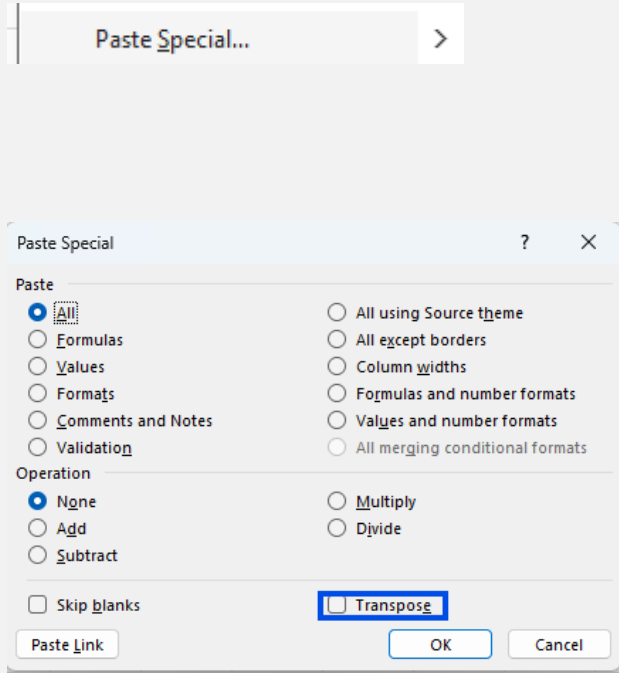 Paste Special...
Paste Special
Paste
All
All using Source theme
Formulas
All except borders
Values
Column widths
Formats
Formulas and number formats
Comments and Notes
Values and number formats
Validation
All merging conditional formats
Operation
None
Multiply
Add
Divide
Subtract
Skip blanks
Transpose
Paste Link
OK
Cancel